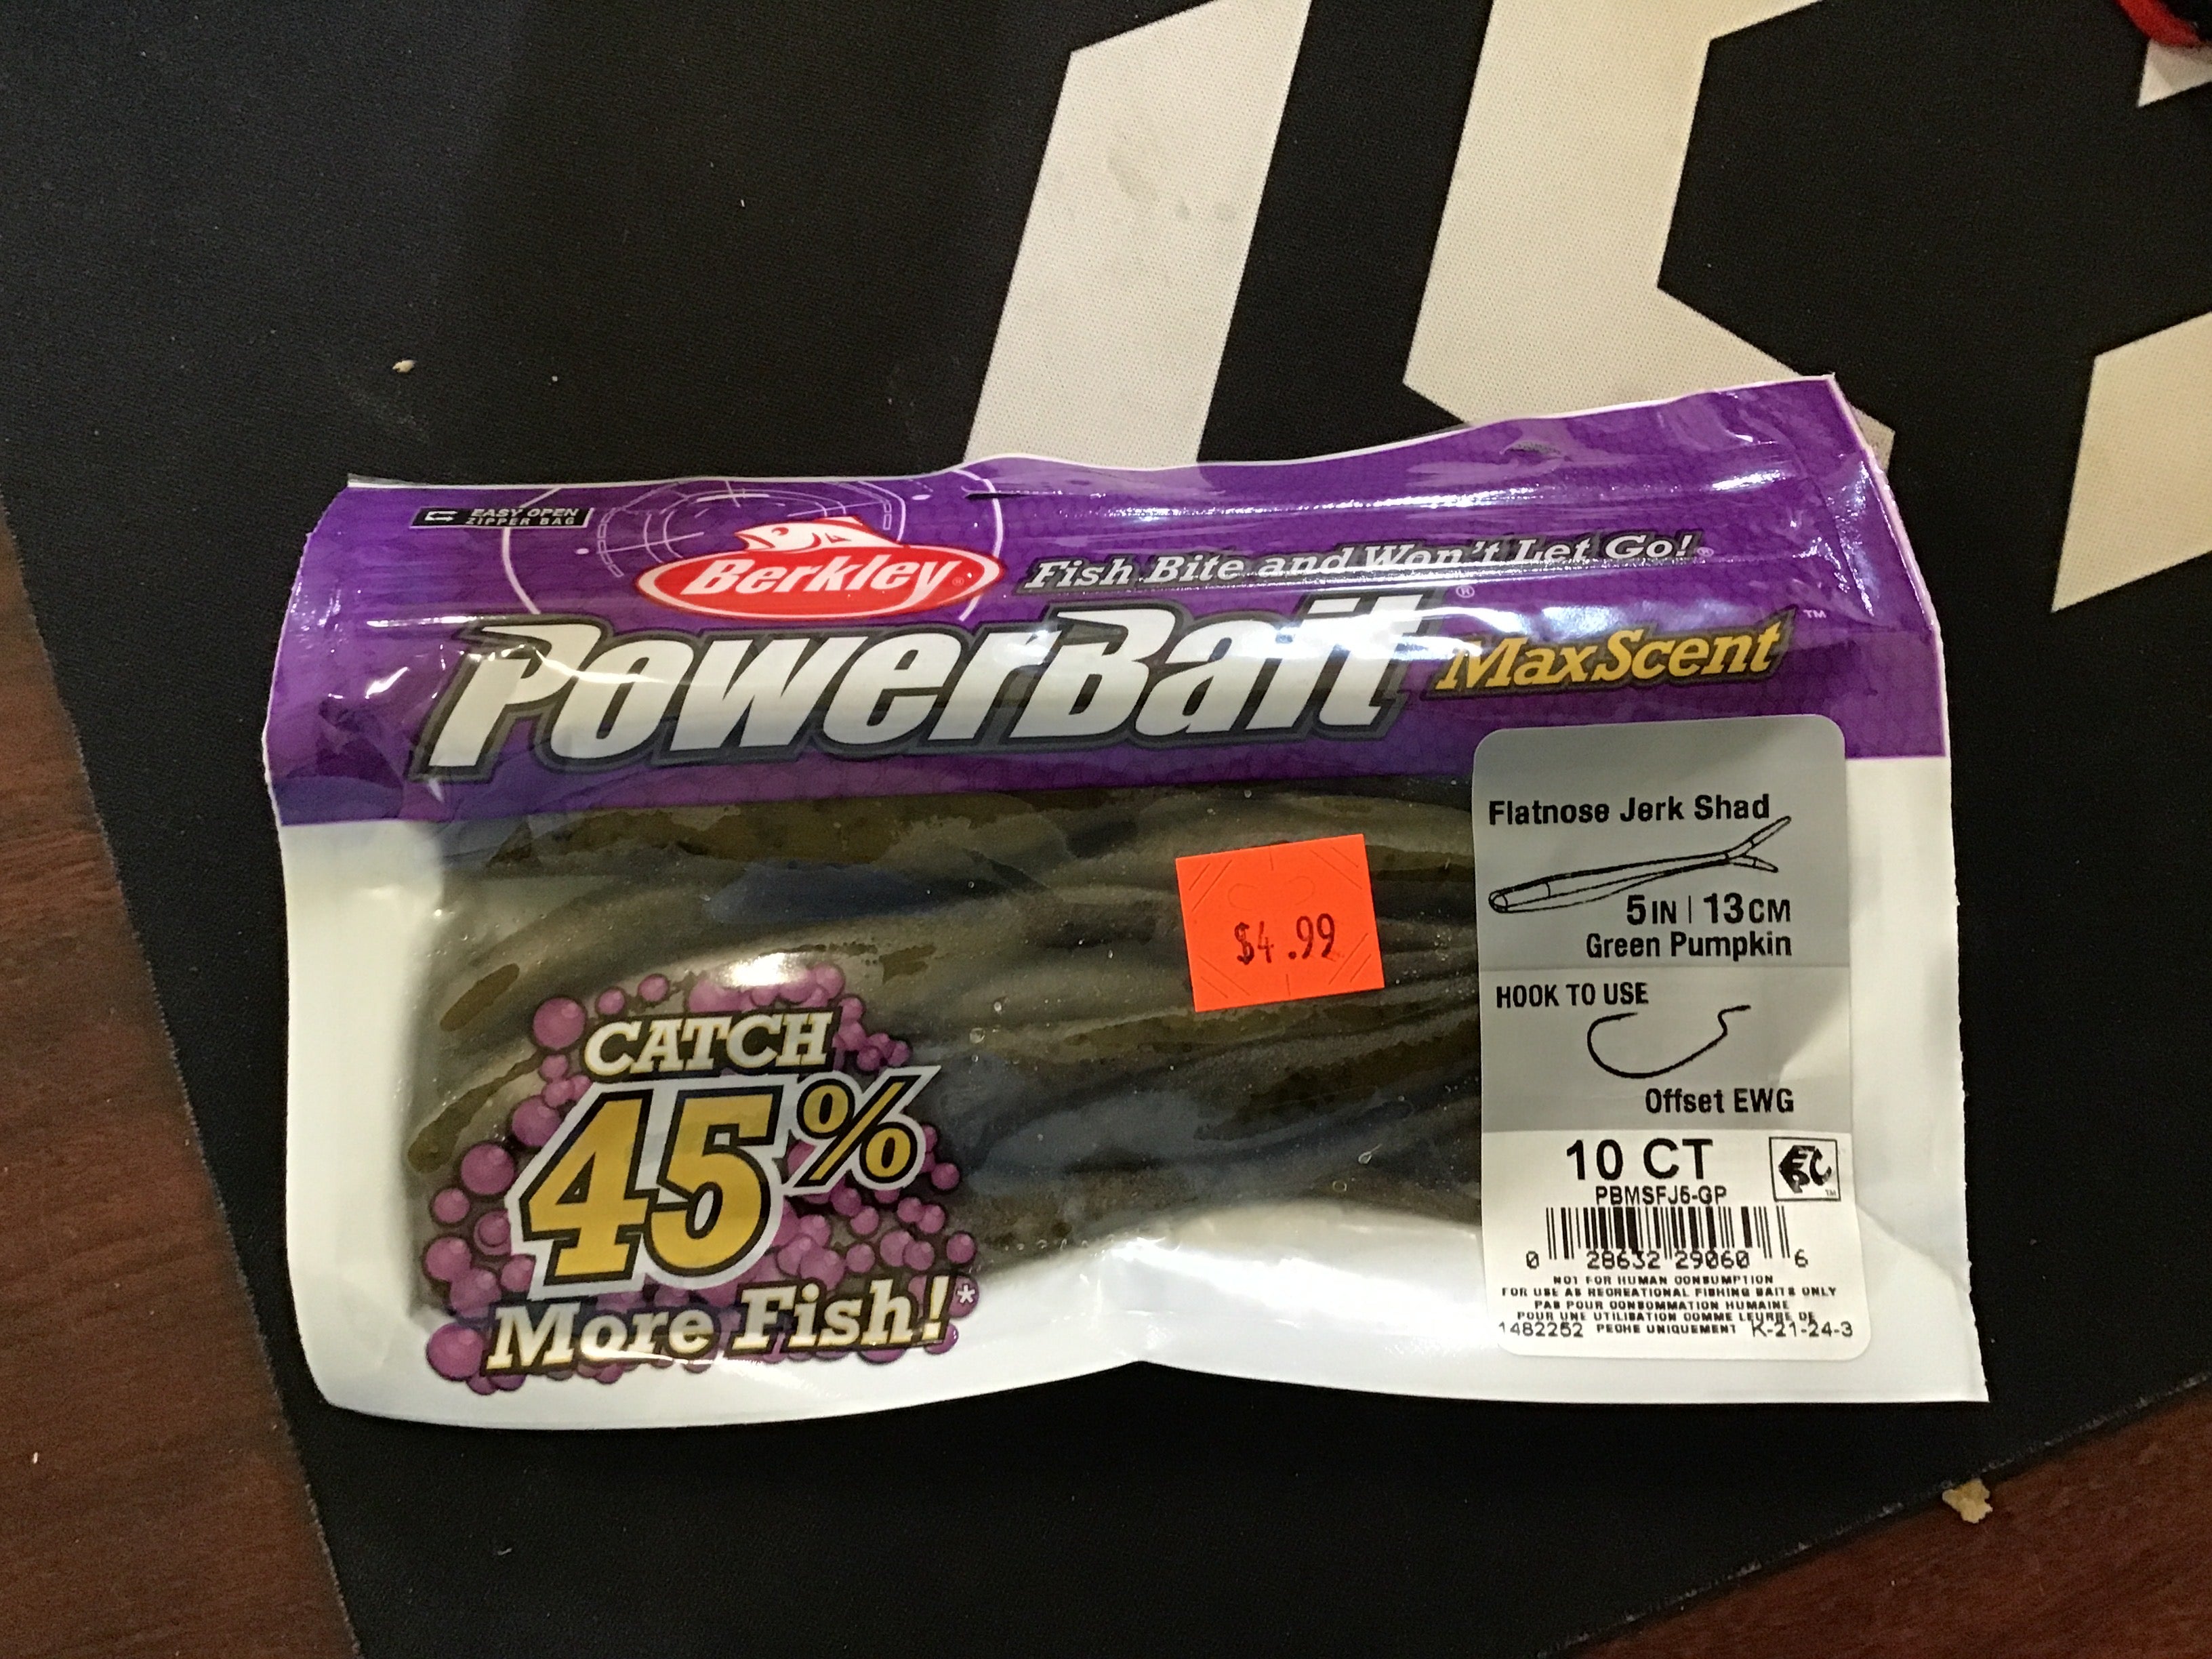 EASY OPEN
ZIPPER BAG
Berkley®
Fish Bite and Won't Let Go!®
PowerBait® MaxScent™
Flatnose Jerk Shad
5IN | 13CM
Green Pumpkin
$4.99
HOOK TO USE
Offset EWG
CATCH
45%
More Fish!*
10 CT
PBMSFJ5-GP
0 28632 29060 6
NOT FOR HUMAN CONSUMPTION
FOR USE AS RECREATIONAL FISHING BAITS ONLY
PAS POUR CONSOMMATION HUMAINE
POUR UNE UTILISATION COMME LEURRE DE
1482252 PECHE UNIQUEMENT K-21-24-3